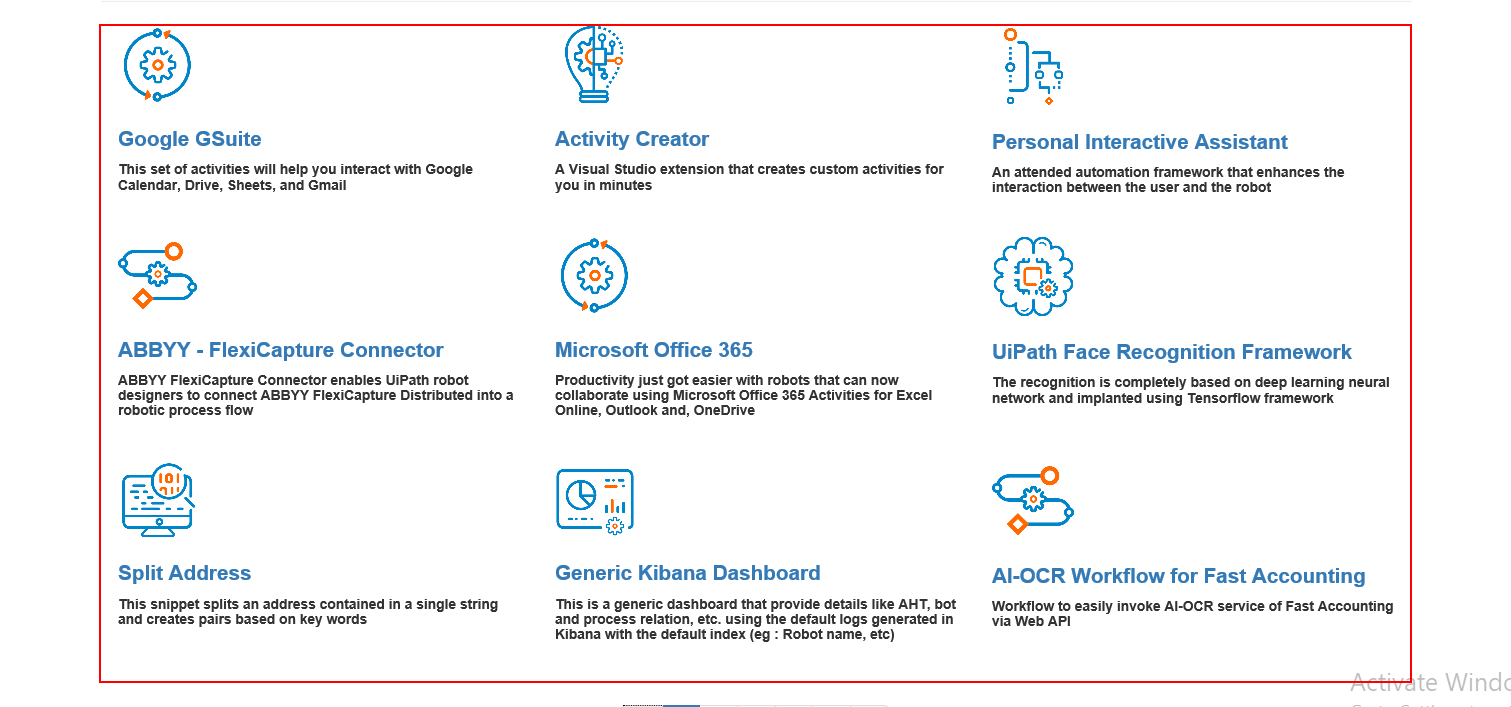 Google GSuite
This set of activities will help you interact with Google
Calendar, Drive, Sheets, and Gmail
Activity Creator
A Visual Studio extension that creates custom activities for
you in minutes
Personal Interactive Assistant
An attended automation framework that enhances the
interaction between the user and the robot
ABBYY - FlexiCapture Connector
ABBYY FlexiCapture Connector enables UiPath robot
designers to connect ABBYY FlexiCapture Distributed into a
robotic process flow
Microsoft Office 365
Productivity just got easier with robots that can now
collaborate using Microsoft Office 365 Activities for Excel
Online, Outlook and, OneDrive
UiPath Face Recognition Framework
The recognition is completely based on deep learning neural
network and implanted using Tensorflow framework
Split Address
This snippet splits an address contained in a single string
and creates pairs based on key words
Generic Kibana Dashboard
This is a generic dashboard that provide details like AHT, bot
and process relation, etc. using the default logs generated in
Kibana with the default index (eg : Robot name, etc)
AI-OCR Workflow for Fast Accounting
Workflow to easily invoke AI-OCR service of Fast Accounting
via Web API
Activate Windo